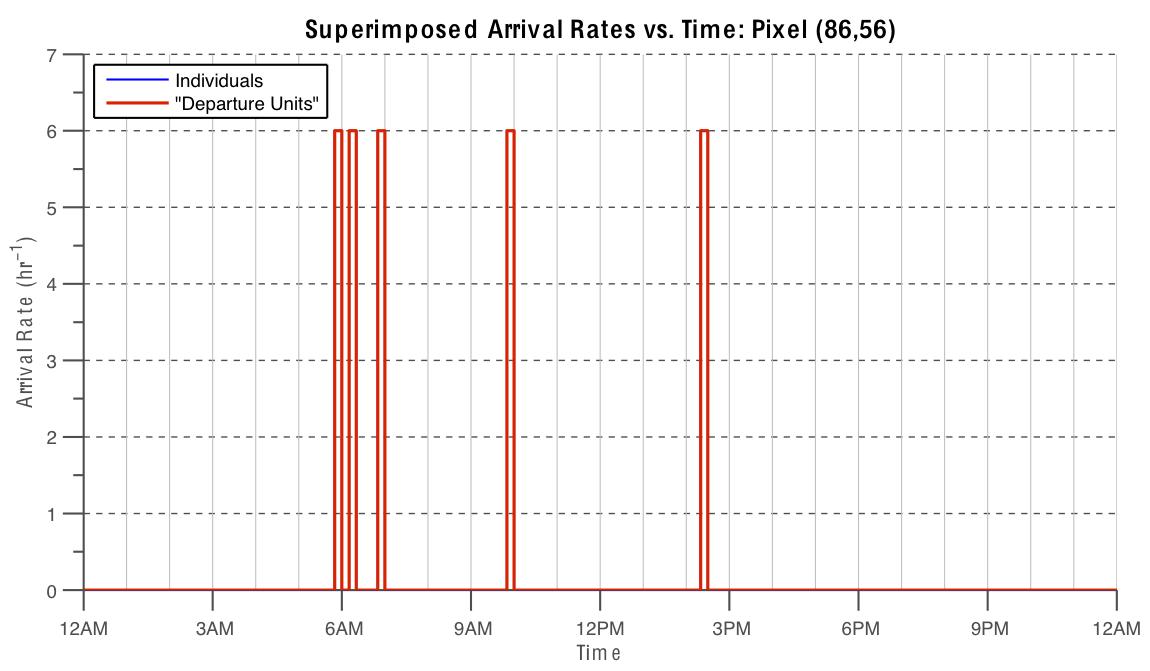 Superimposed Arrival Rates vs. Time: Pixel (86,56)
Individuals
"Departure Units"
7
6
5
4
3
2
1
0
Arrival Rate (hr⁻¹)
12AM 3AM 6AM 9AM 12PM 3PM 6PM 9PM 12AM
Time